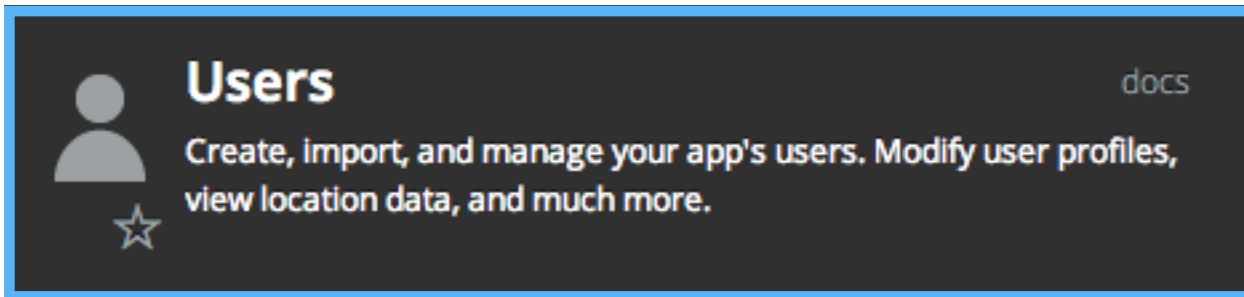 Users
docs
Create, import, and manage your app's users. Modify user profiles,
view location data, and much more.